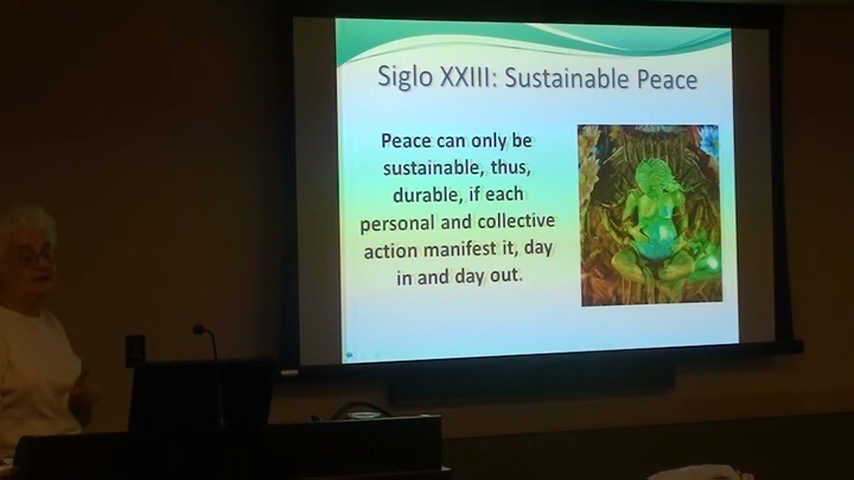 Siglo XXIII: Sustainable Peace
Peace can only be
sustainable, thus,
durable, if each
personal and collective
action manifest it, day
in and day out.